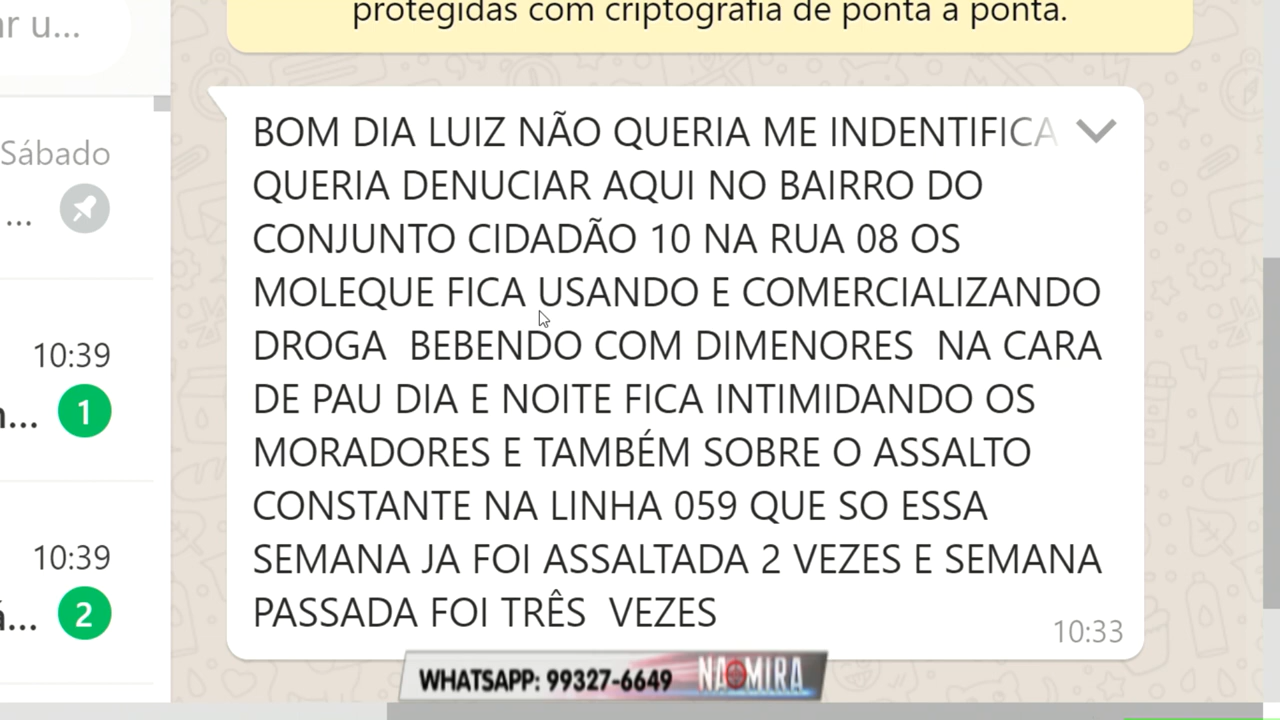 protegidas com criptografia de ponta a ponta.
ar u...
Sábado
...
10:39
1
10:39
2
BOM DIA LUIZ NÃO QUERIA ME INDENTIFICA
QUERIA DENUCIAR AQUI NO BAIRRO DO
CONJUNTO CIDADÃO 10 NA RUA 08 OS
MOLEQUE FICA USANDO E COMERCIALIZANDO
DROGA BEBENDO COM DIMENORES NA CARA
DE PAU DIA E NOITE FICA INTIMIDANDO OS
MORADORES E TAMBÉM SOBRE O ASSALTO
CONSTANTE NA LINHA 059 QUE SO ESSA
SEMANA JA FOI ASSALTADA 2 VEZES E SEMANA
PASSADA FOI TRÊS VEZES
10:33
WHATSAPP: 99327-6649 NA MIRA